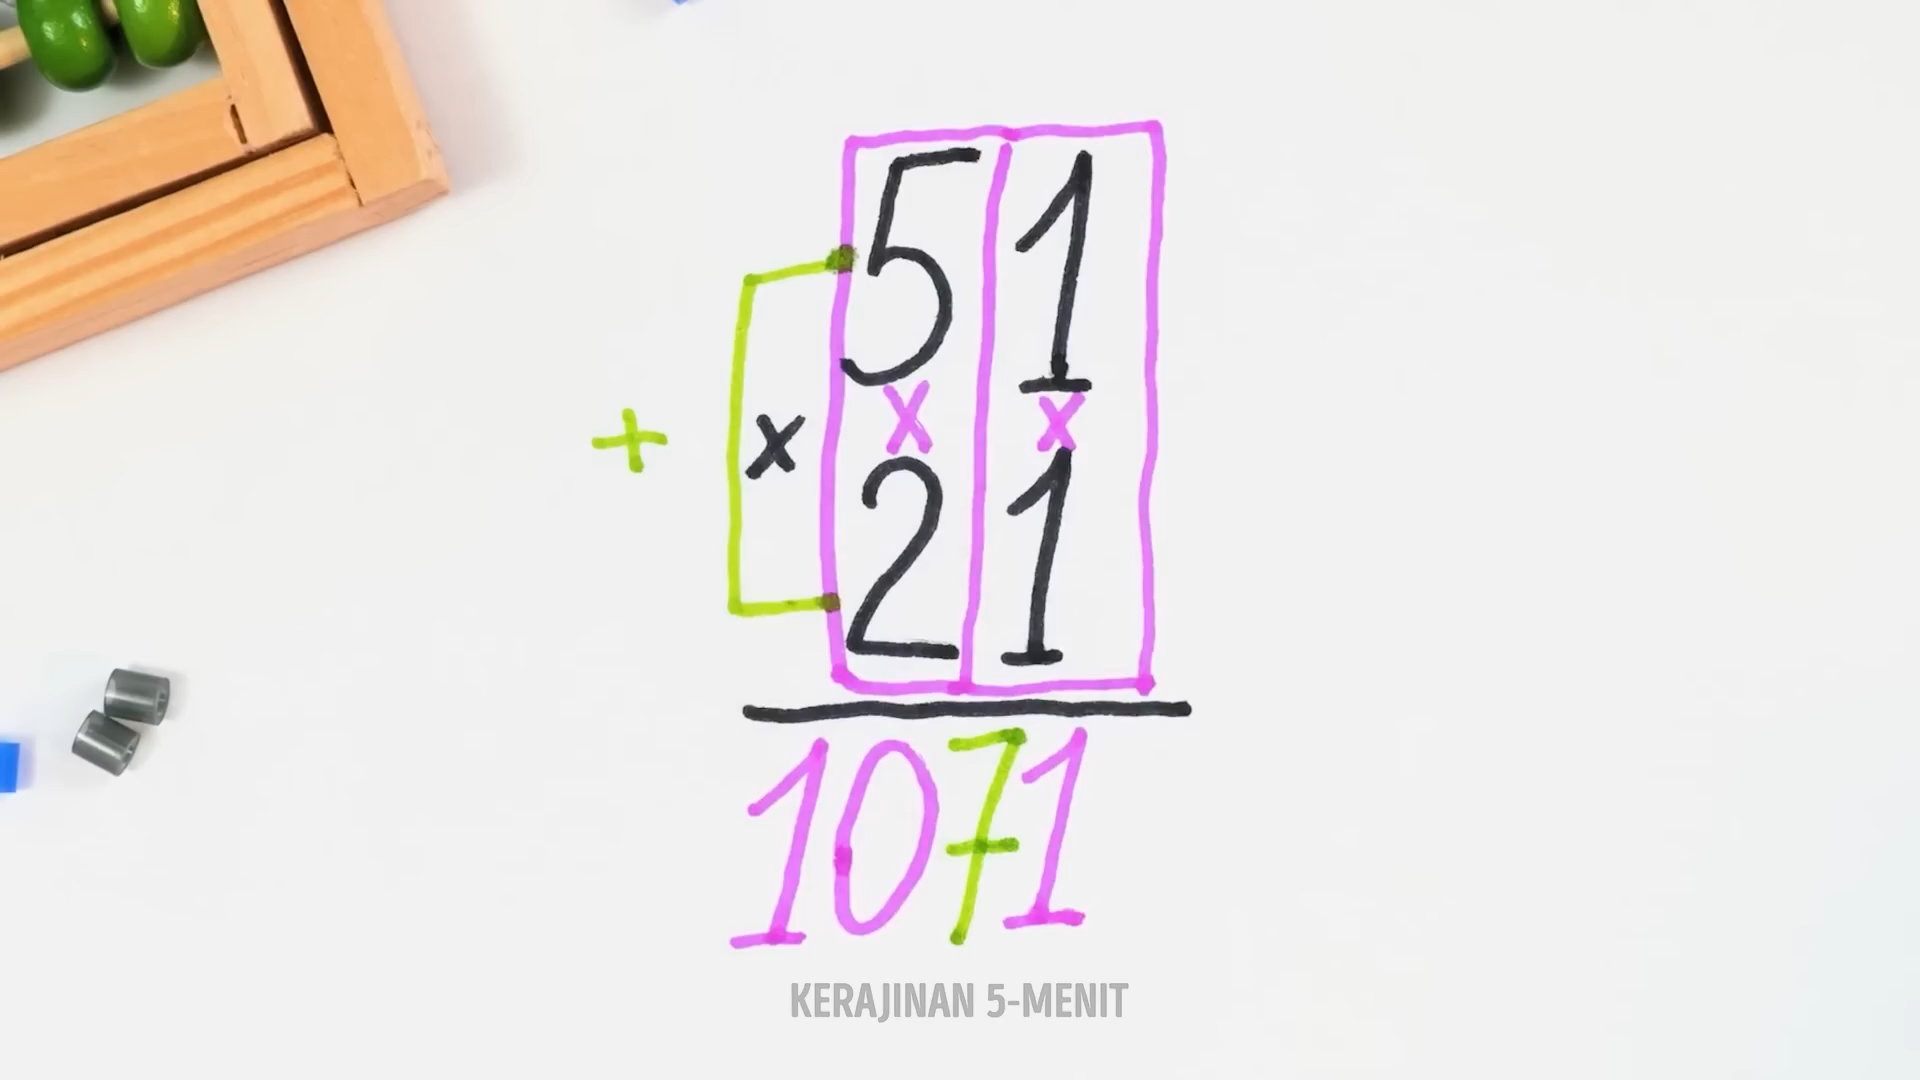 51
x x
+ x
21
1071
KERAJINAN 5-MENIT